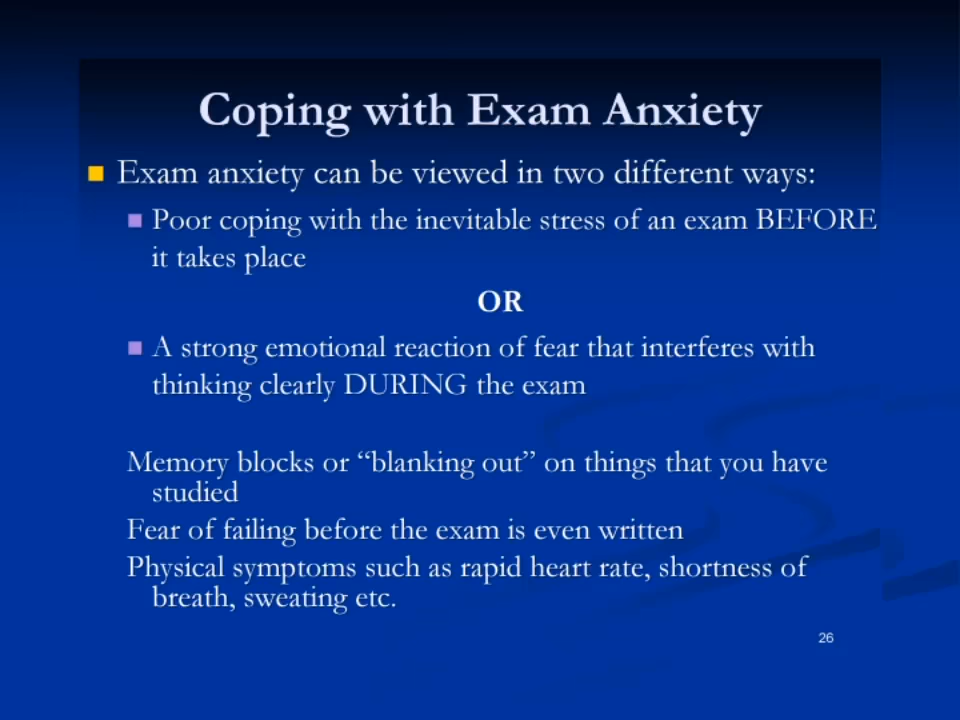 Coping with Exam Anxiety
Exam anxiety can be viewed in two different ways:
Poor coping with the inevitable stress of an exam BEFORE
it takes place
OR
A strong emotional reaction of fear that interferes with
thinking clearly DURING the exam
Memory blocks or “blanking out” on things that you have
studied
Fear of failing before the exam is even written
Physical symptoms such as rapid heart rate, shortness of
breath, sweating etc.
26